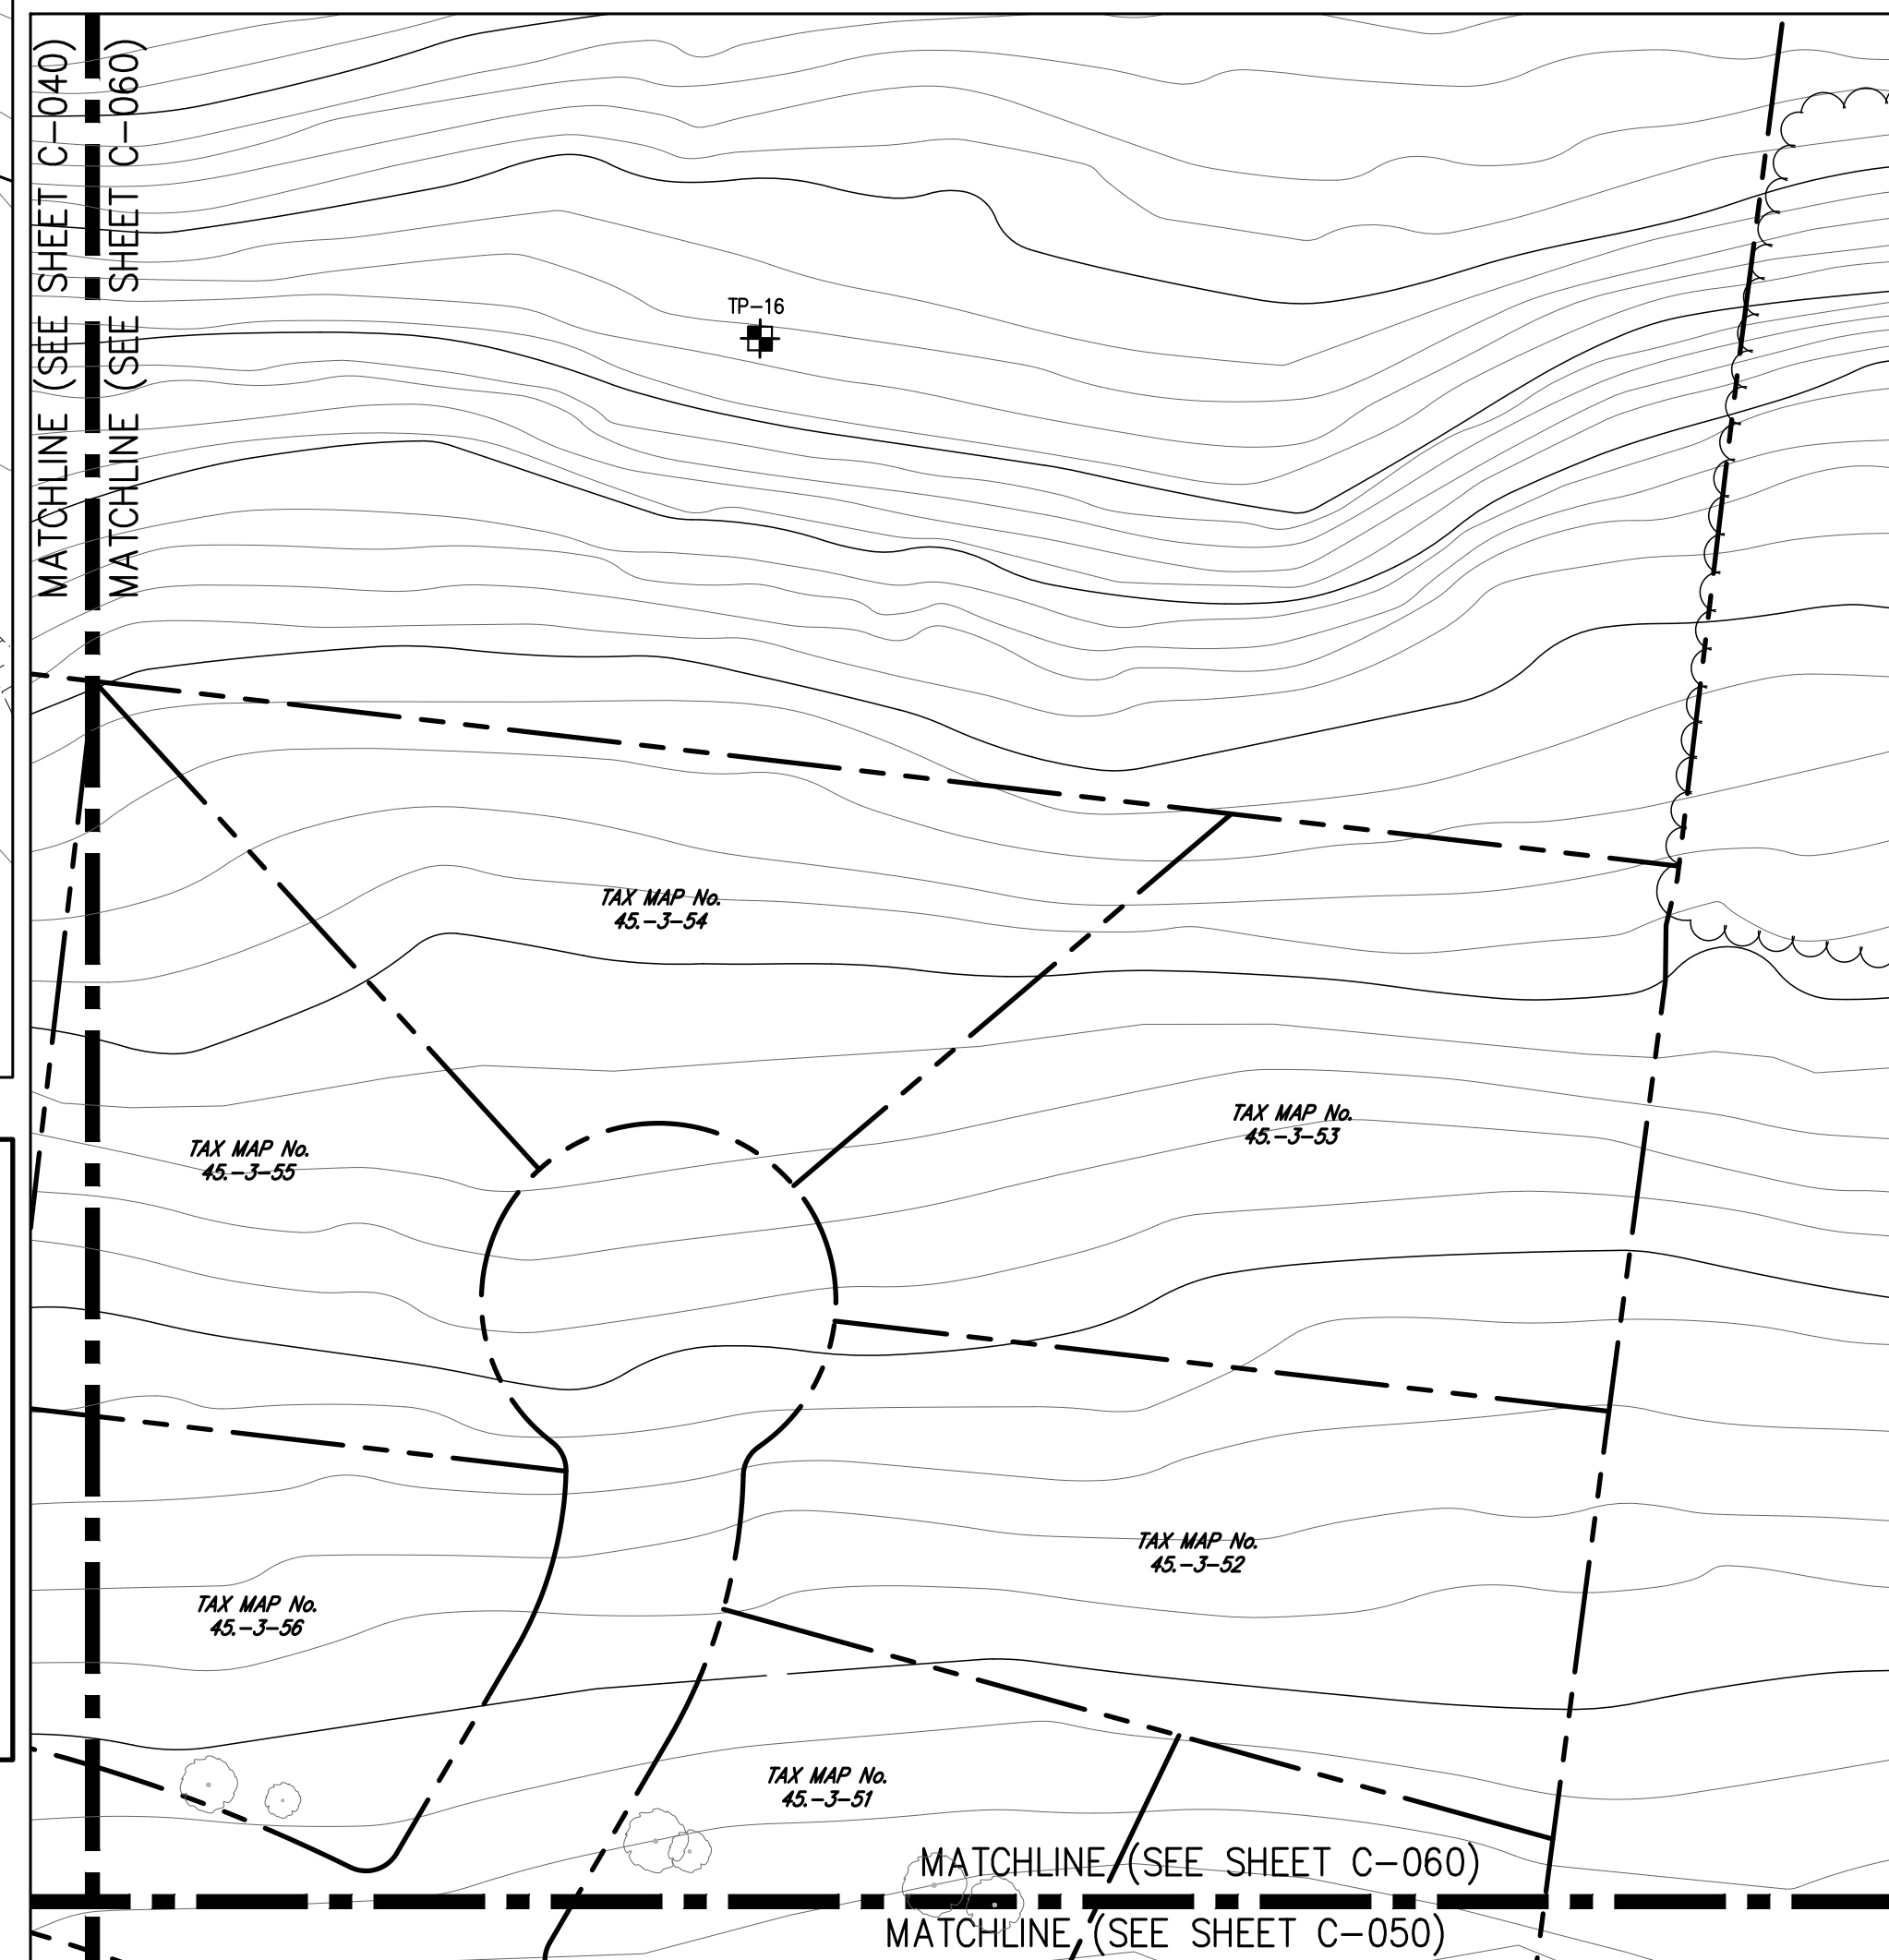 MATCHLINE (SEE SHEET C-040)
MATCHLINE (SEE SHEET C-060)
TP-16
TAX MAP No.
45.-3-54
TAX MAP No.
45.-3-53
TAX MAP No.
45.-3-55
TAX MAP No.
45.-3-52
TAX MAP No.
45.-3-56
TAX MAP No.
45.-3-51
MATCHLINE (SEE SHEET C-060)
MATCHLINE (SEE SHEET C-050)